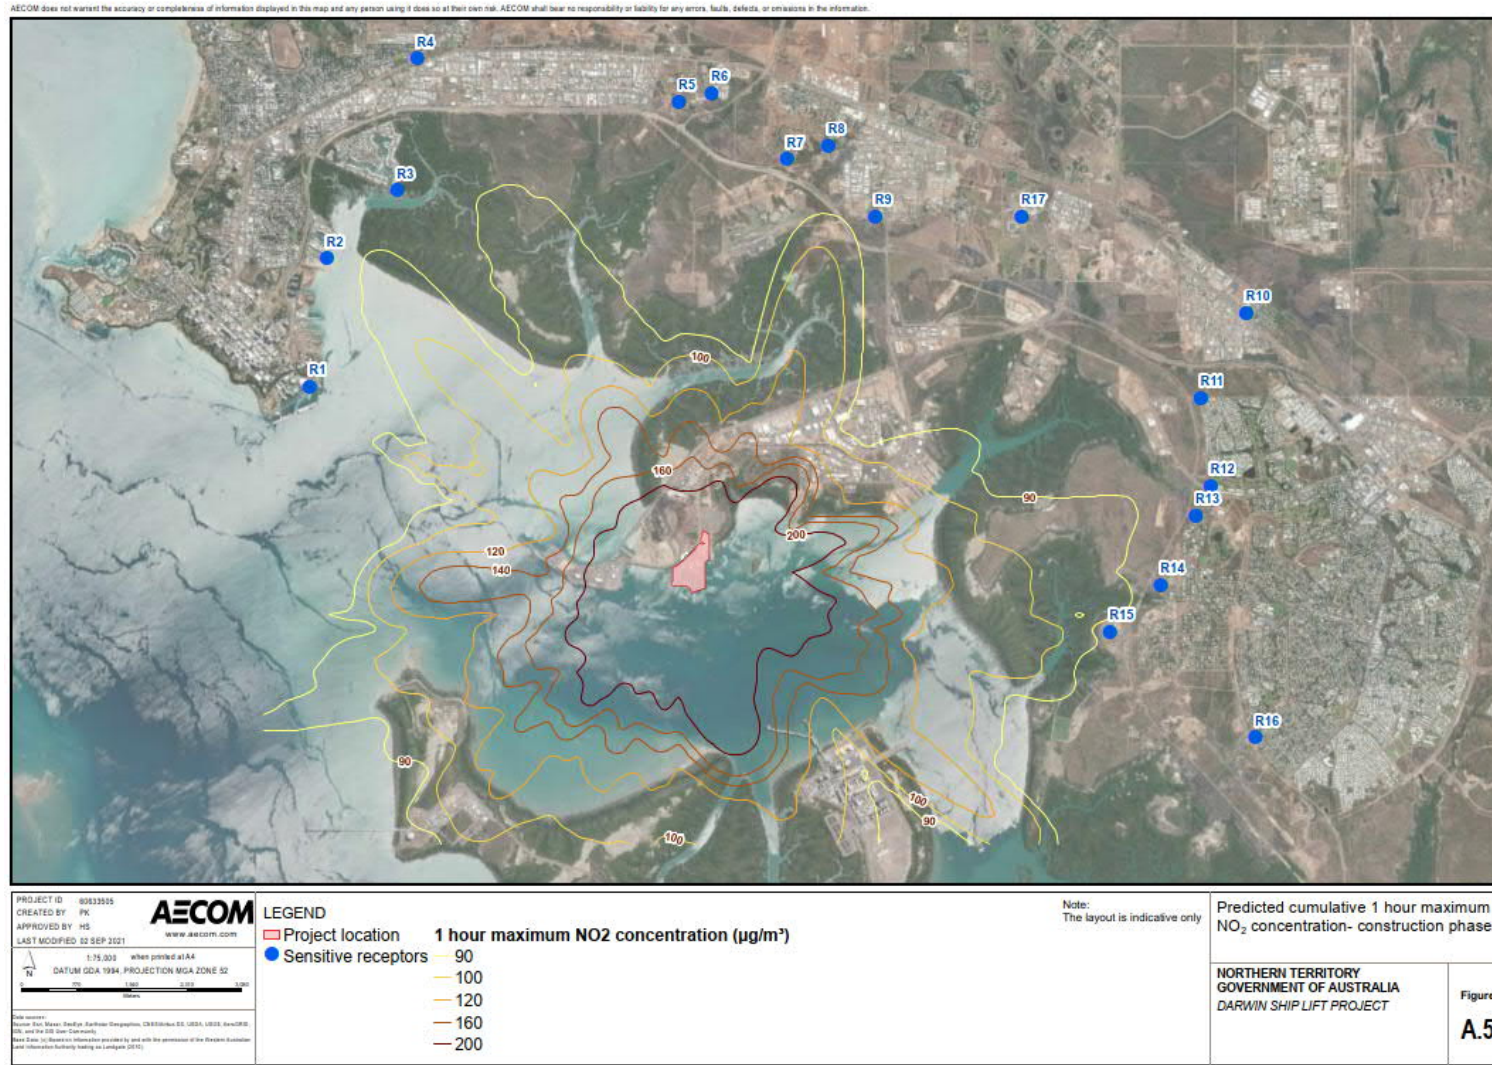 AECOM does not warrant the accuracy or completeness of information displayed in this map and any person using it does so at their own risk. AECOM shall bear no responsibility or liability for any errors, faults, defects, or omissions in the information.
R4
R5
R6
R7
R8
R3
R9
R17
R2
R10
100
R1
R11
160
R12
90
R13
200
120
140
R14
R15
R16
90
100
90
100
PROJECT ID 60633505
CREATED BY PK
APPROVED BY HS
LAST MODIFIED 02 SEP 2021
AECOM
www.aecom.com
N
1:75,000 when printed at A4
DATUM GDA 1994, PROJECTION MGA ZONE 52
0
Meters
Data sources:
LEGEND
Project location
Sensitive receptors
1 hour maximum NO2 concentration (µg/m³)
90
100
120
160
200
Note:
The layout is indicative only
Predicted cumulative 1 hour maximum
NO₂ concentration- construction phase
NORTHERN TERRITORY
GOVERNMENT OF AUSTRALIA
DARWIN SHIP LIFT PROJECT
Figure
A.5